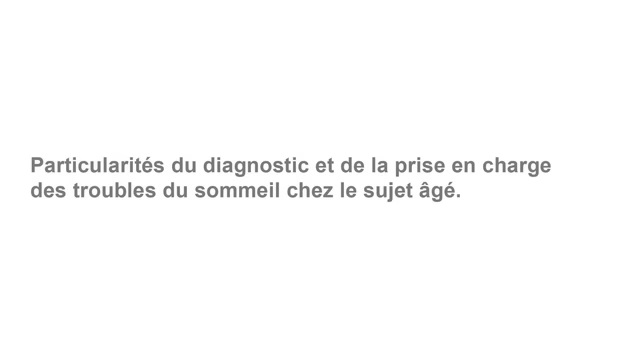 Particularités du diagnostic et de la prise en charge
des troubles du sommeil chez le sujet âgé.